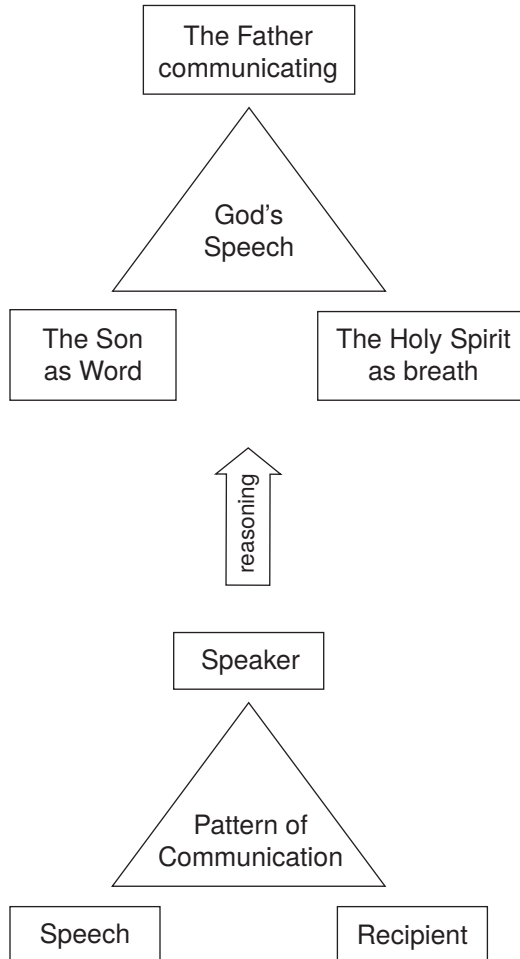 The Father
communicating
God's
Speech
The Son
as Word
The Holy Spirit
as breath
reasoning
Speaker
Pattern of
Communication
Speech
Recipient